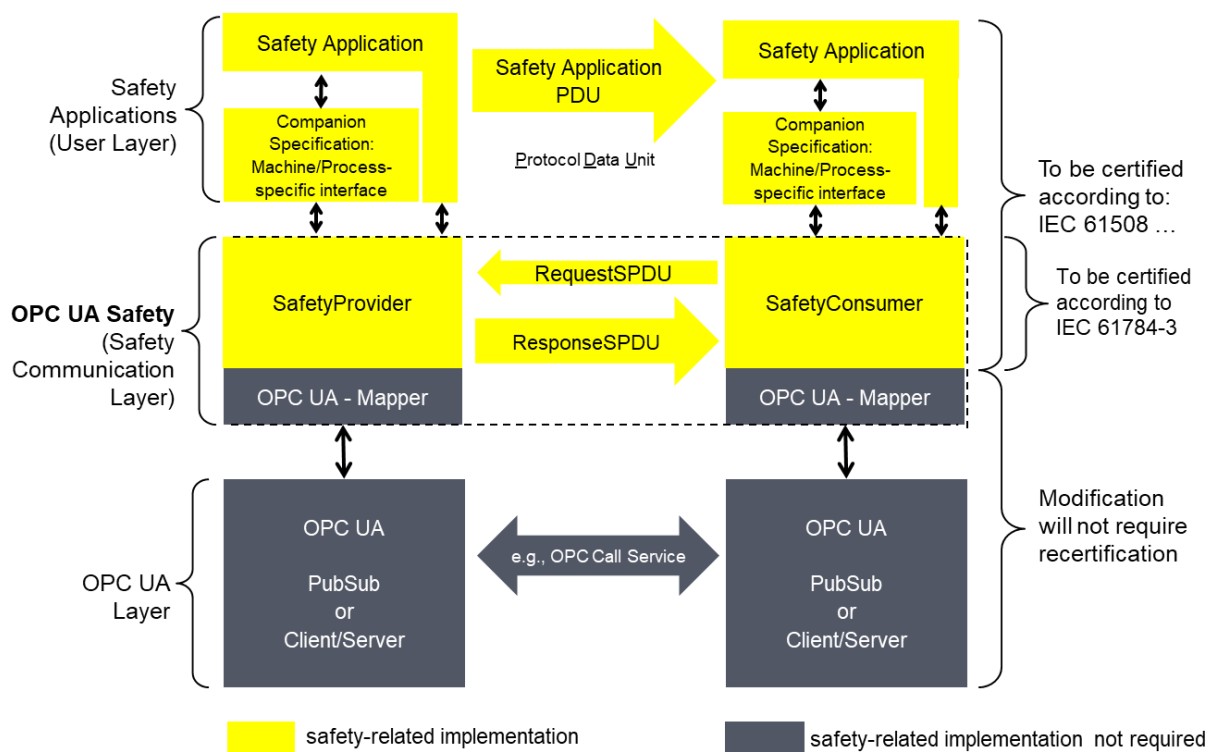 Safety
Applications
(User Layer)
Safety Application
Companion
Specification:
Machine/Process-
specific interface
Safety Application
PDU
Protocol Data Unit
Safety Application
Companion
Specification:
Machine/Process-
specific interface
To be certified
according to:
IEC 61508 …
OPC UA Safety
(Safety
Communication
Layer)
SafetyProvider
RequestSPDU
ResponseSPDU
SafetyConsumer
To be certified
according to
IEC 61784-3
OPC UA - Mapper
OPC UA - Mapper
OPC UA
Layer
OPC UA
PubSub
or
Client/Server
e.g., OPC Call Service
OPC UA
PubSub
or
Client/Server
Modification
will not require
recertification
safety-related implementation
safety-related implementation not required